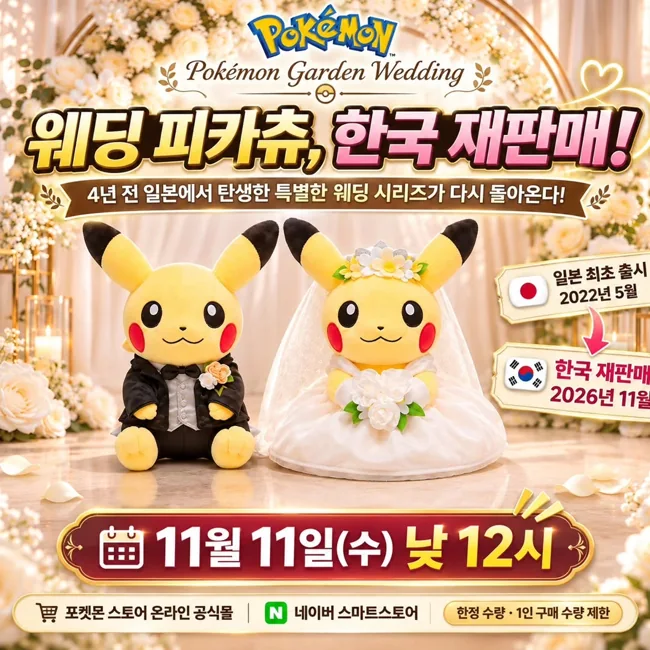 POKÉMON
Pokémon Garden Wedding
웨딩 피카츄, 한국 재판매!
4년 전 일본에서 탄생한 특별한 웨딩 시리즈가 다시 돌아온다!
일본 최초 출시
2022년 5월
한국 재판매
2026년 11월
11월 11일(수) 낮 12시
포켓몬 스토어 온라인 공식몰
N 네이버 스마트스토어
한정 수량 · 1인 구매 수량 제한